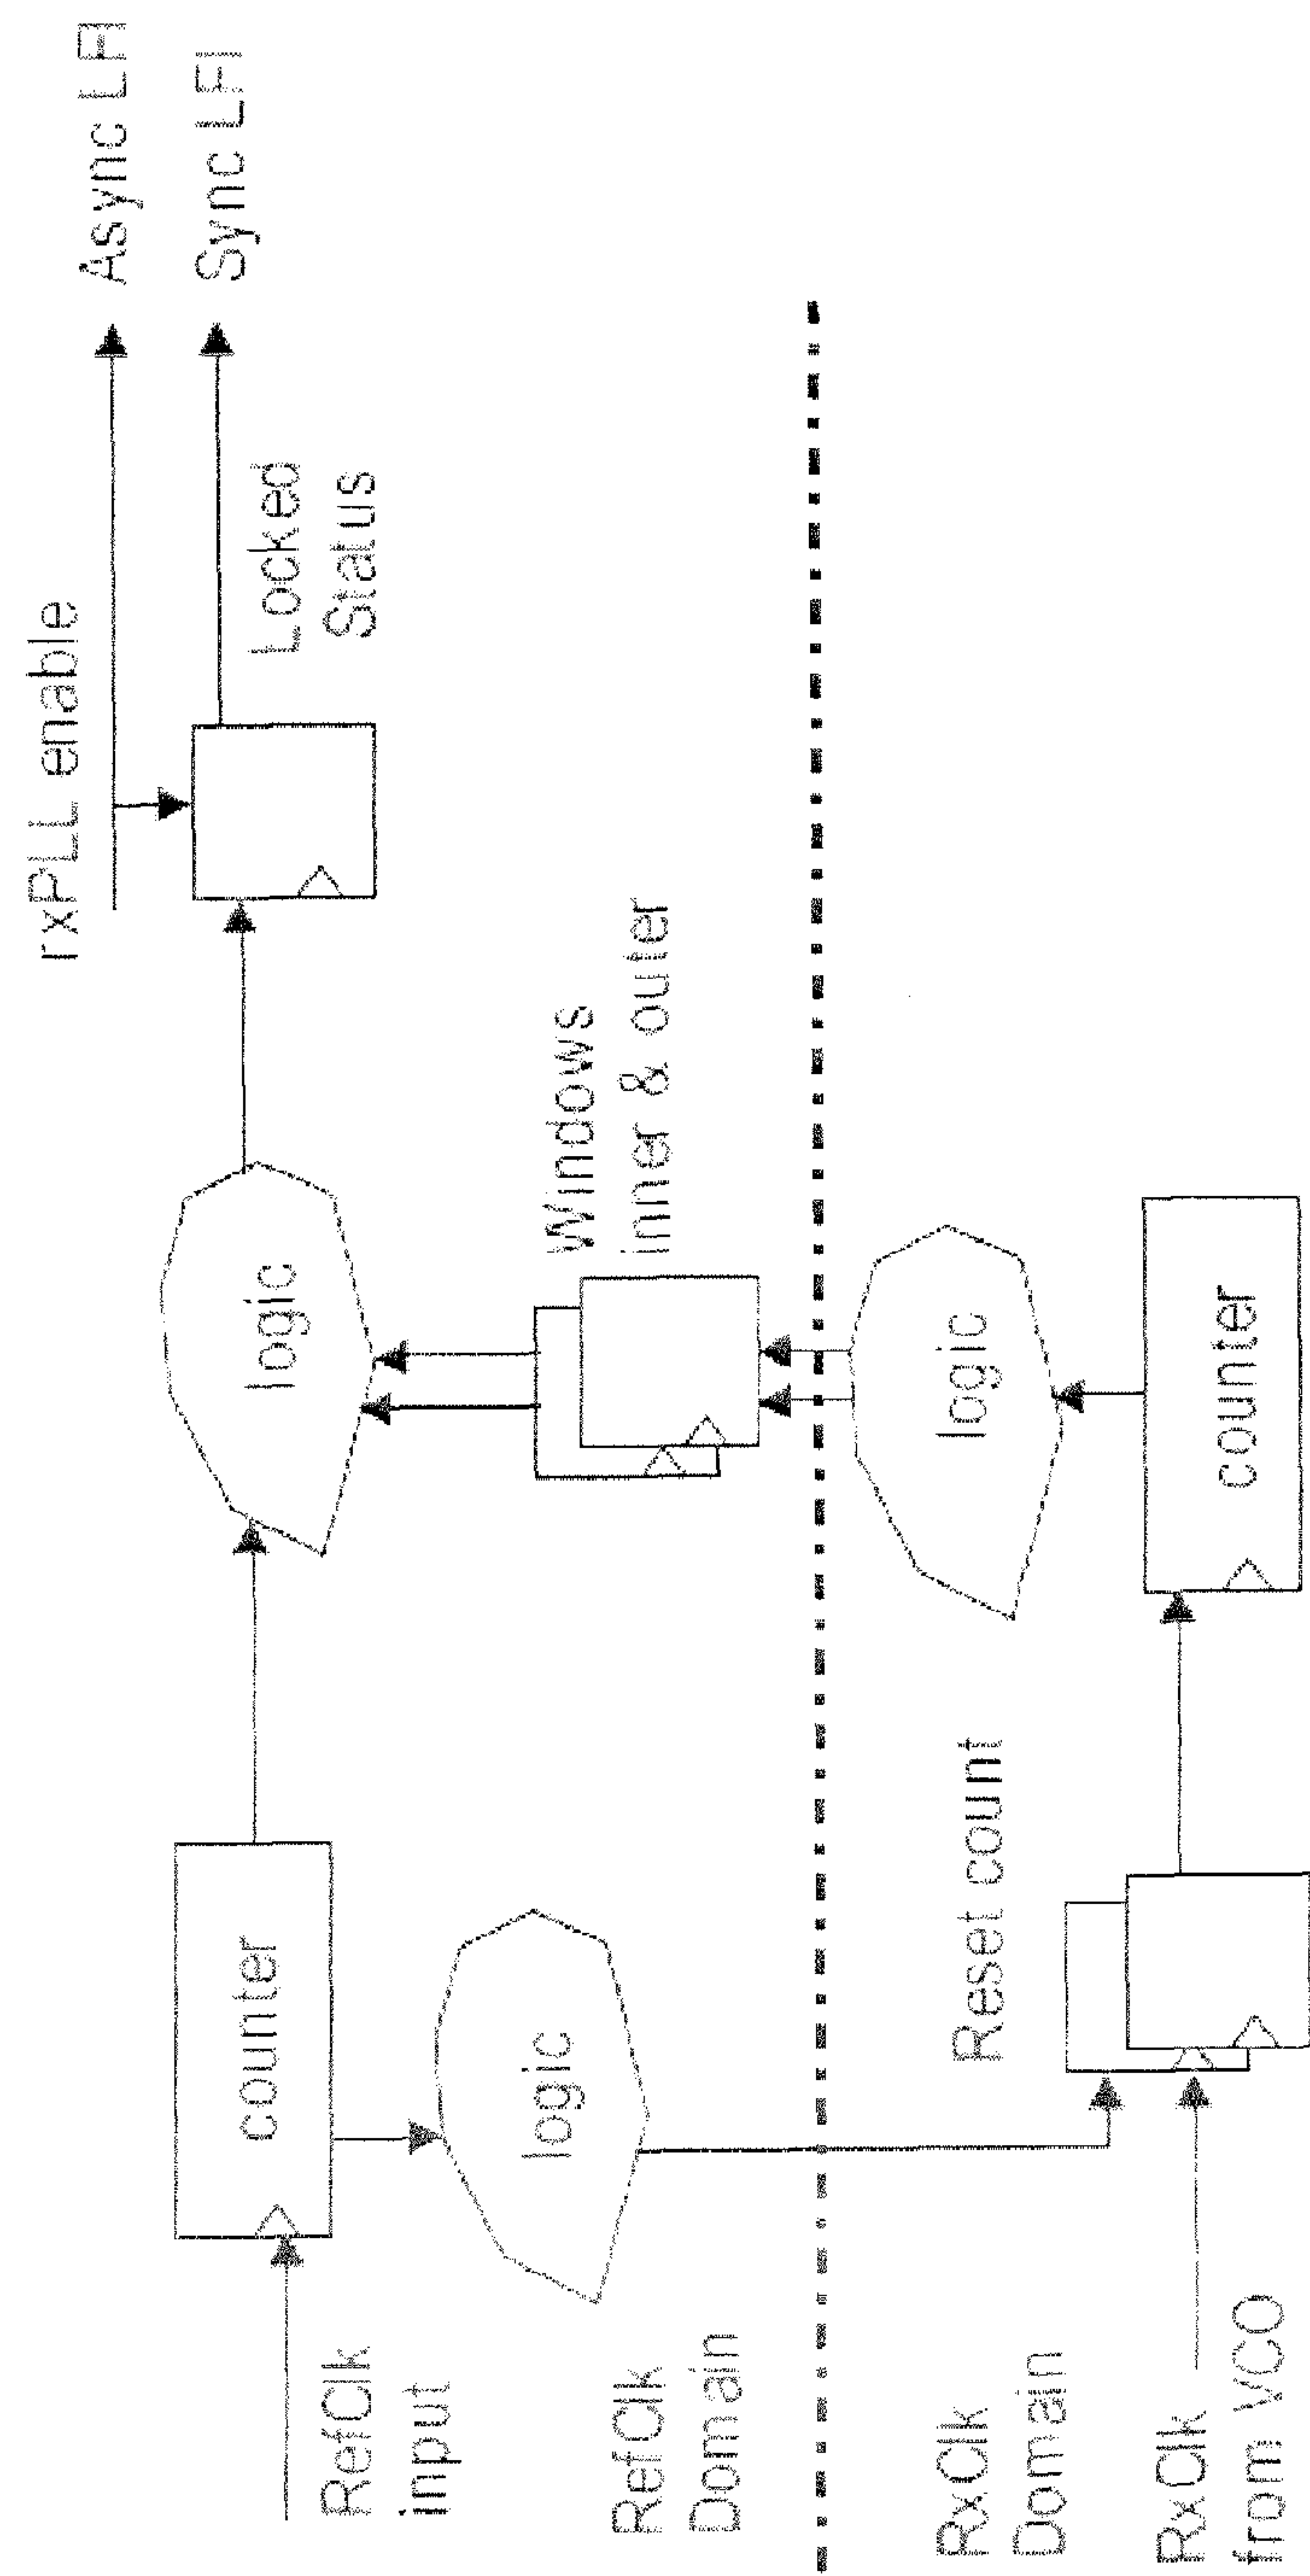 rxPLL enable
Async LFI
Sync LFI
Locked
Status
counter
logic
RefClk
input
logic
Windows
inner & outer
RefClk
Domain
RxClk
Domain
Reset count
logic
counter
RxClk
from VCO